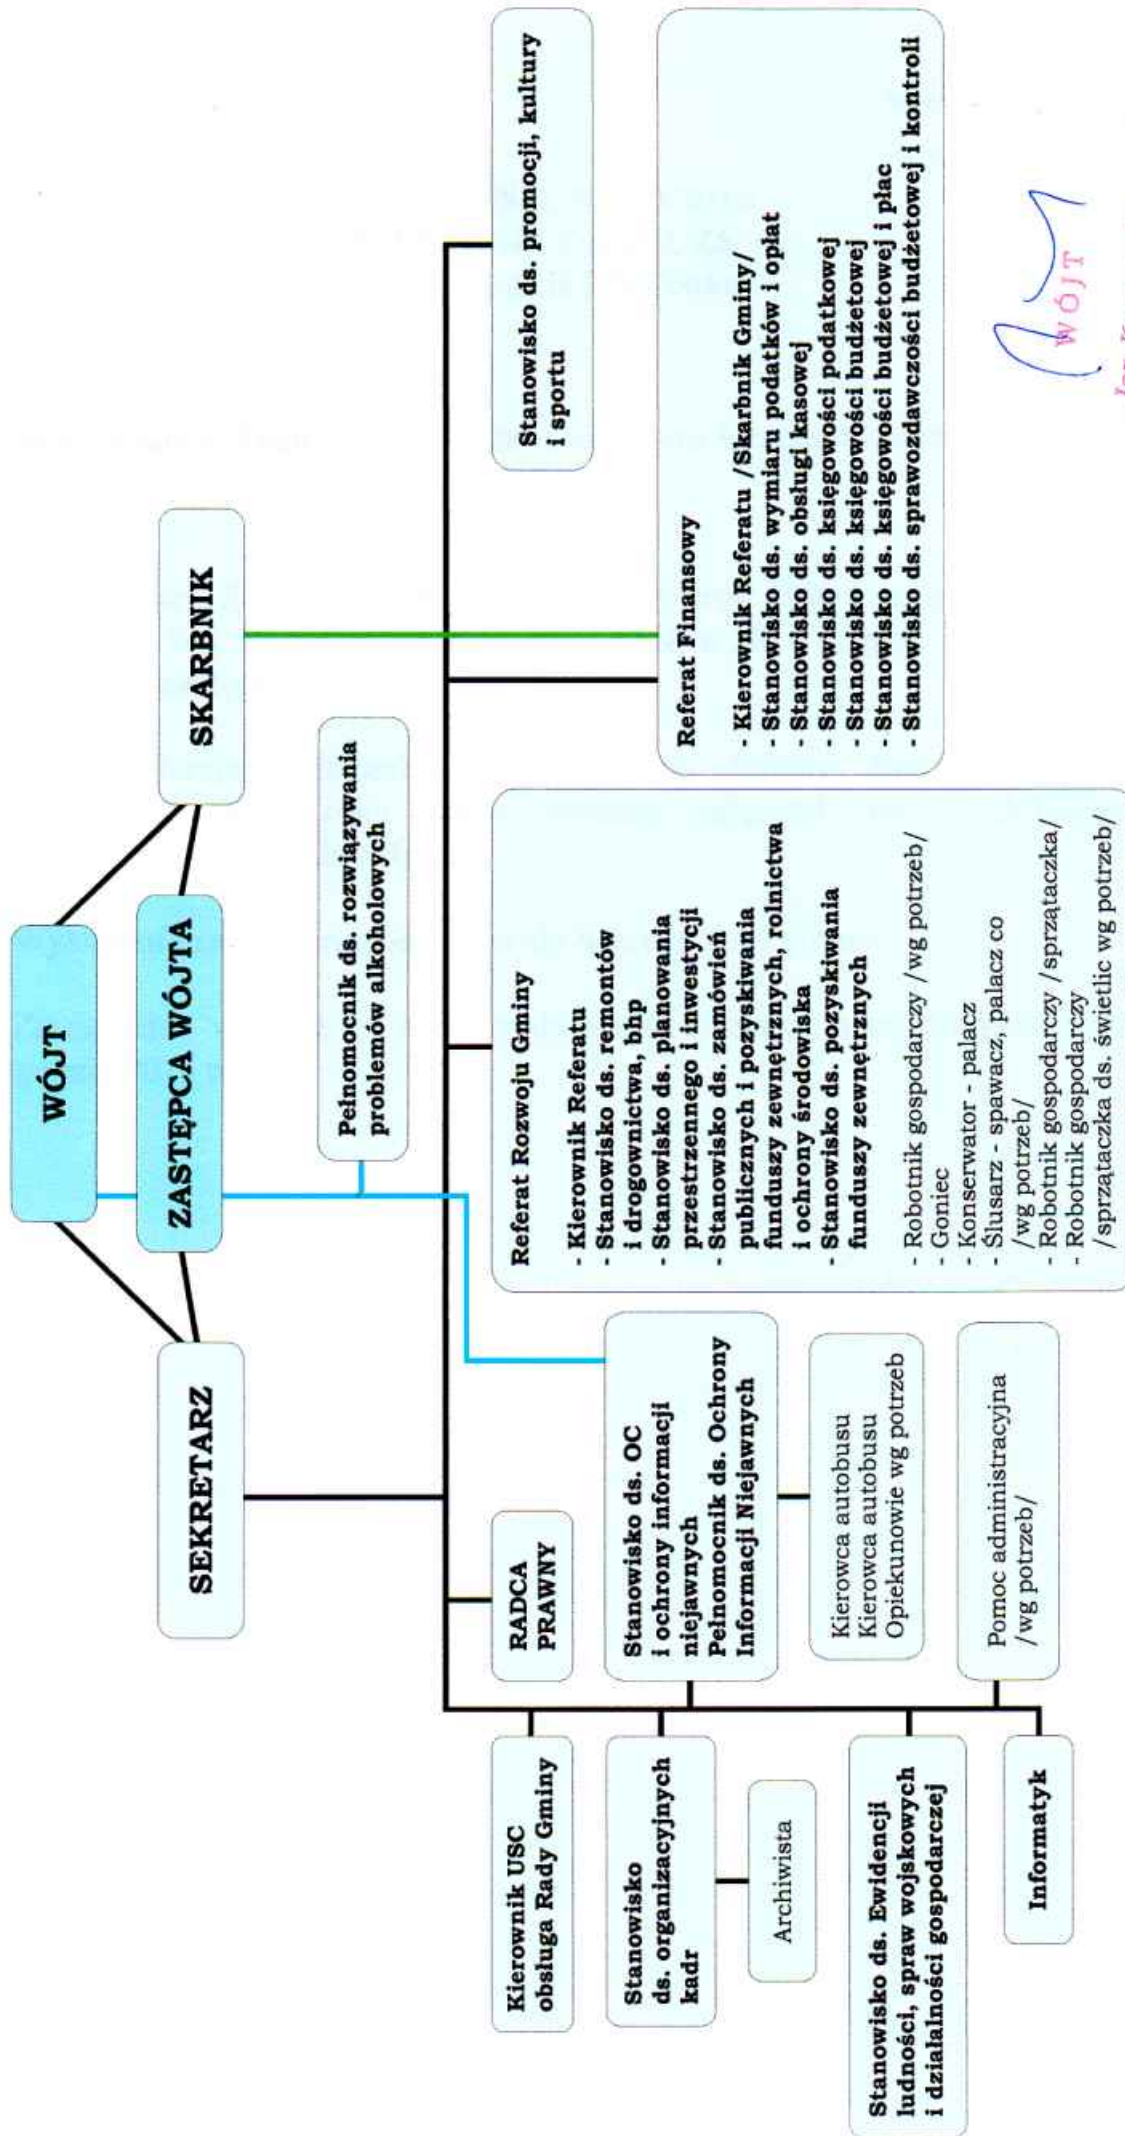 WÓJT
ZASTĘPCA WÓJTA
SEKRETARZ
SKARBNIK
Pełnomocnik ds. rozwiązywania
problemów alkoholowych
RADCA
PRAWNY
Kierownik USC
obsługa Rady Gminy
Stanowisko
ds. organizacyjnych
kadr
Archiwista
Stanowisko ds. Ewidencji
ludności, spraw wojskowych
i działalności gospodarczej
Informatyk
Stanowisko ds. OC
i ochrony informacji
niejawnych
Pełnomocnik ds. Ochrony
Informacji Niejawnych
Kierowca autobusu
Kierowca autobusu
Opiekunowie wg potrzeb
Pomoc administracyjna
/wg potrzeb/
Referat Rozwoju Gminy
- Kierownik Referatu
- Stanowisko ds. remontów
i drogownictwa, bhp
- Stanowisko ds. planowania
przestrzennego i inwestycji
- Stanowisko ds. zamówień
publicznych i pozyskiwania
funduszy zewnętrznych, rolnictwa
i ochrony środowiska
- Stanowisko ds. pozyskiwania
funduszy zewnętrznych
- Robotnik gospodarczy /wg potrzeb/
- Goniec
- Konserwator - palacz
- Ślusarz - spawacz, palacz co
/wg potrzeb/
- Robotnik gospodarczy /sprzątaczka/
- Robotnik gospodarczy
/sprzątaczka ds. świetlic wg potrzeb/
Stanowisko ds. promocji, kultury
i sportu
Referat Finansowy
- Kierownik Referatu /Skarbnik Gminy/
- Stanowisko ds. wymiaru podatków i opłat
- Stanowisko ds. obsługi kasowej
- Stanowisko ds. księgowości podatkowej
- Stanowisko ds. księgowości budżetowej
- Stanowisko ds. księgowości budżetowej i płac
- Stanowisko ds. sprawozdawczości budżetowej i kontroli
WÓJT